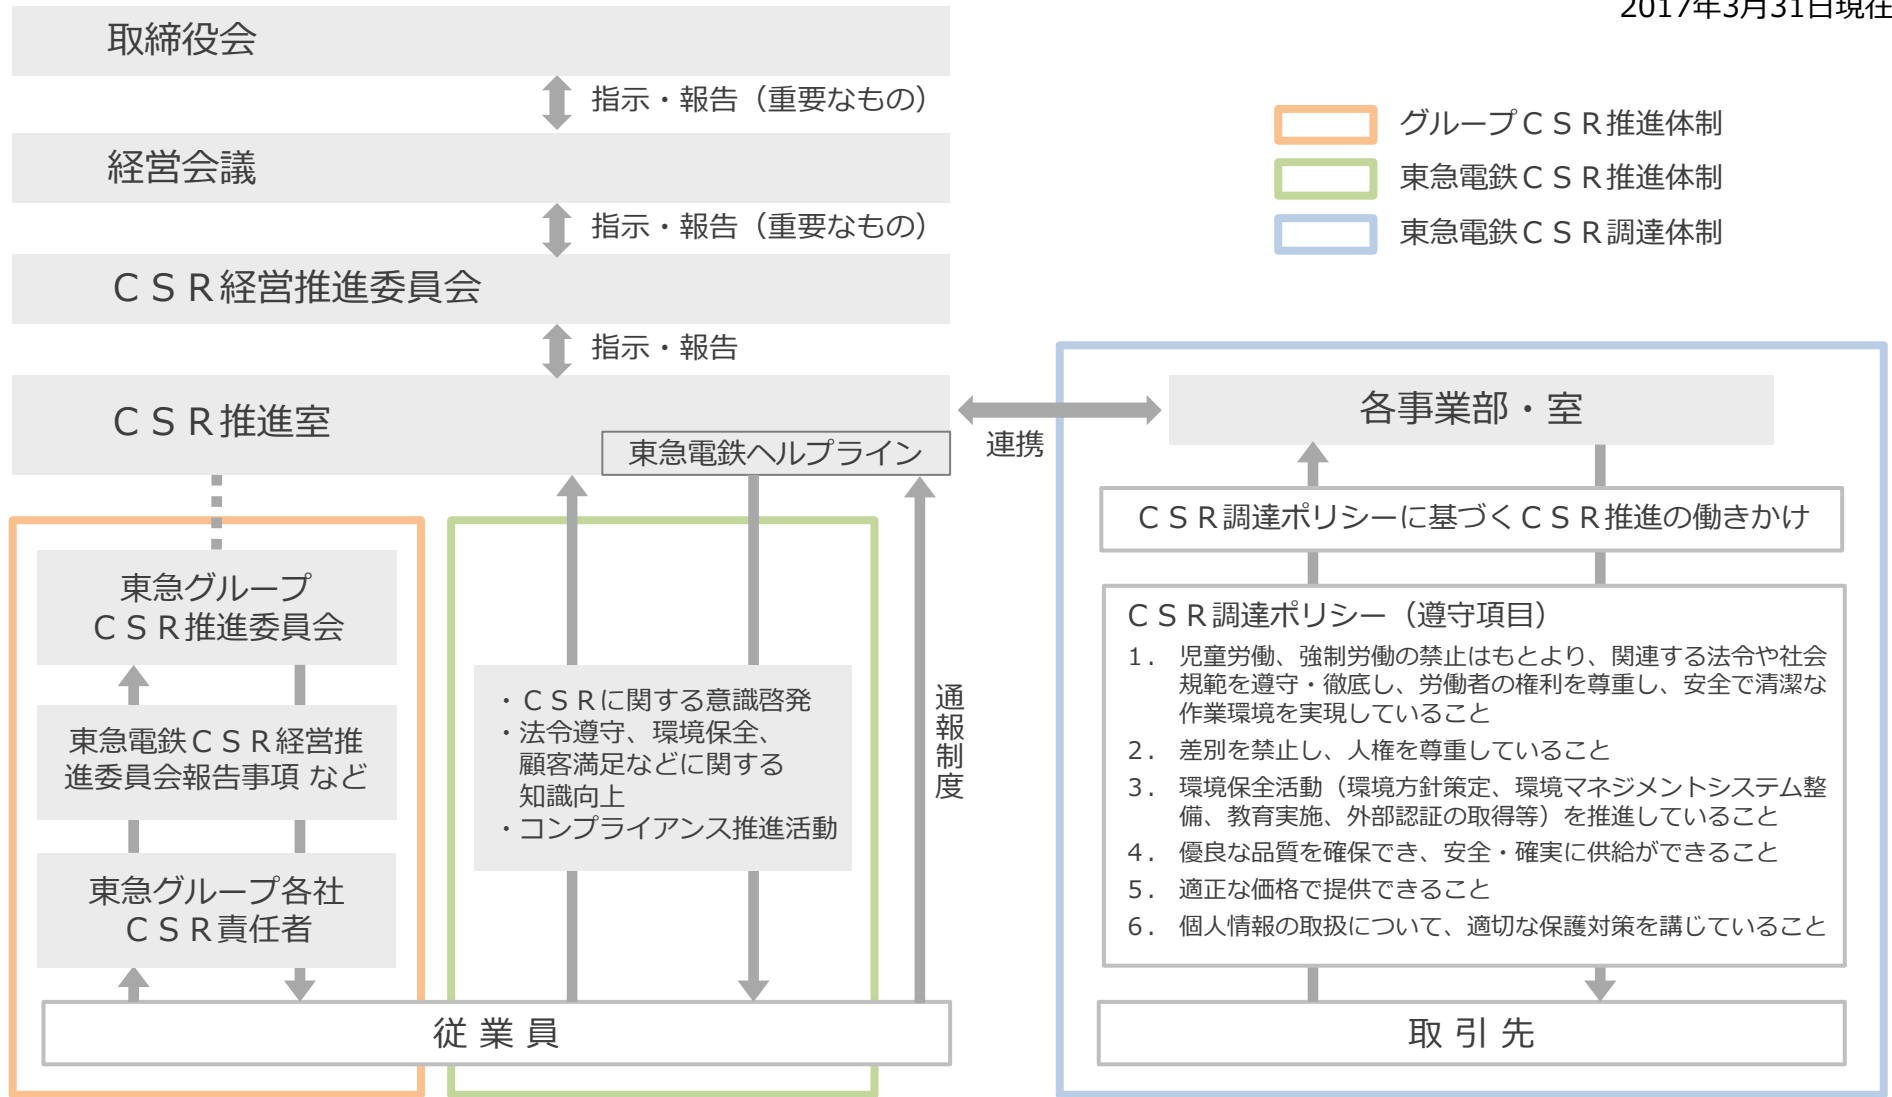 2017年3月31日現在
取締役会
指示・報告（重要なもの）
経営会議
指示・報告（重要なもの）
ＣＳＲ経営推進委員会
指示・報告
ＣＳＲ推進室
東急電鉄ヘルプライン
連携
グループＣＳＲ推進体制
東急電鉄ＣＳＲ推進体制
東急電鉄ＣＳＲ調達体制
東急グループ
ＣＳＲ推進委員会
東急電鉄ＣＳＲ経営推
進委員会報告事項 など
東急グループ各社
ＣＳＲ責任者
・ＣＳＲに関する意識啓発
・法令遵守、環境保全、
顧客満足などに関する
知識向上
・コンプライアンス推進活動
通報制度
従業員
各事業部・室
ＣＳＲ調達ポリシーに基づくＣＳＲ推進の働きかけ
ＣＳＲ調達ポリシー（遵守項目）
1. 児童労働、強制労働の禁止はもとより、関連する法令や社会
規範を遵守・徹底し、労働者の権利を尊重し、安全で清潔な
作業環境を実現していること
2. 差別を禁止し、人権を尊重していること
3. 環境保全活動（環境方針策定、環境マネジメントシステム整
備、教育実施、外部認証の取得等）を推進していること
4. 優良な品質を確保でき、安全・確実に供給ができること
5. 適正な価格で提供できること
6. 個人情報の取扱について、適切な保護対策を講じていること
取引先